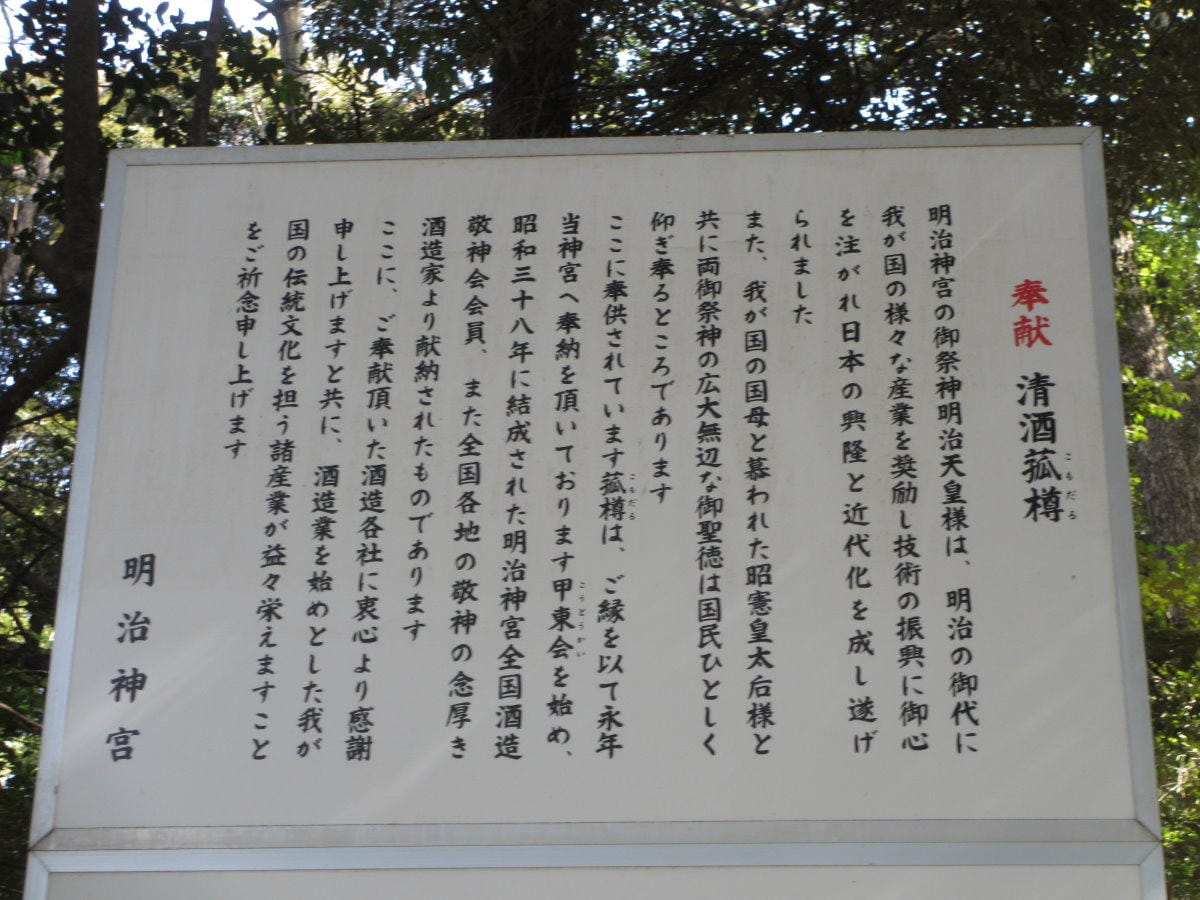 奉献 清酒菰樽
こもだる
明治神宮の御祭神明治天皇様は、明治の御代に
我が国の様々な産業を奨励し技術の振興に御心
を注がれ日本の興隆と近代化を成し遂げ
られました
また、我が国の国母と慕われた昭憲皇太后様と
共に両御祭神の広大無辺な御聖徳は国民ひとしく
仰ぎ奉るところであります
ここに奉供されています菰樽は、ご縁を以て永年
こもだる
当神宮へ奉納を頂いております甲東会を始め、
こうとうかい
昭和三十八年に結成された明治神宮全国酒造
敬神会会員、また全国各地の敬神の念厚き
酒造家より献納されたものであります
ここに、ご奉献頂いた酒造各社に衷心より感謝
申し上げますと共に、酒造業を始めとした我が
国の伝統文化を担う諸産業が益々栄えますこと
をご祈念申し上げます
明治神宮